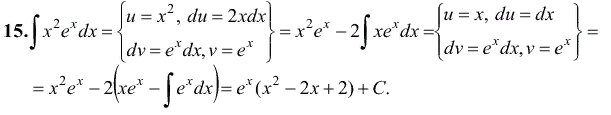 15. ∫x²eˣdx = {u = x², du = 2xdx; dv = eˣdx, v = eˣ} = x²eˣ − 2∫xeˣdx = {u = x, du = dx; dv = eˣdx, v = eˣ} =
= x²eˣ − 2(xeˣ − ∫eˣdx) = eˣ(x² − 2x + 2) + C.